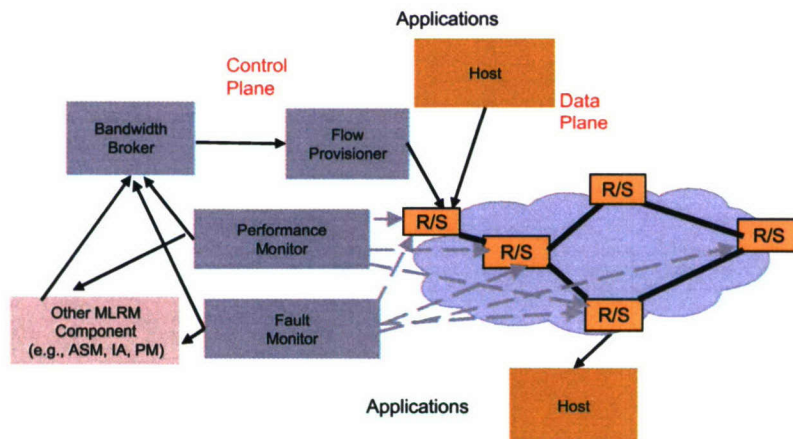 Applications
Control
Plane
Host
Data
Plane
Bandwidth
Broker
Flow
Provisioner
R/S
R/S
R/S
R/S
Performance
Monitor
R/S
Other MLRM
Component
(e.g., ASM, IA, PM)
Fault
Monitor
Applications
Host